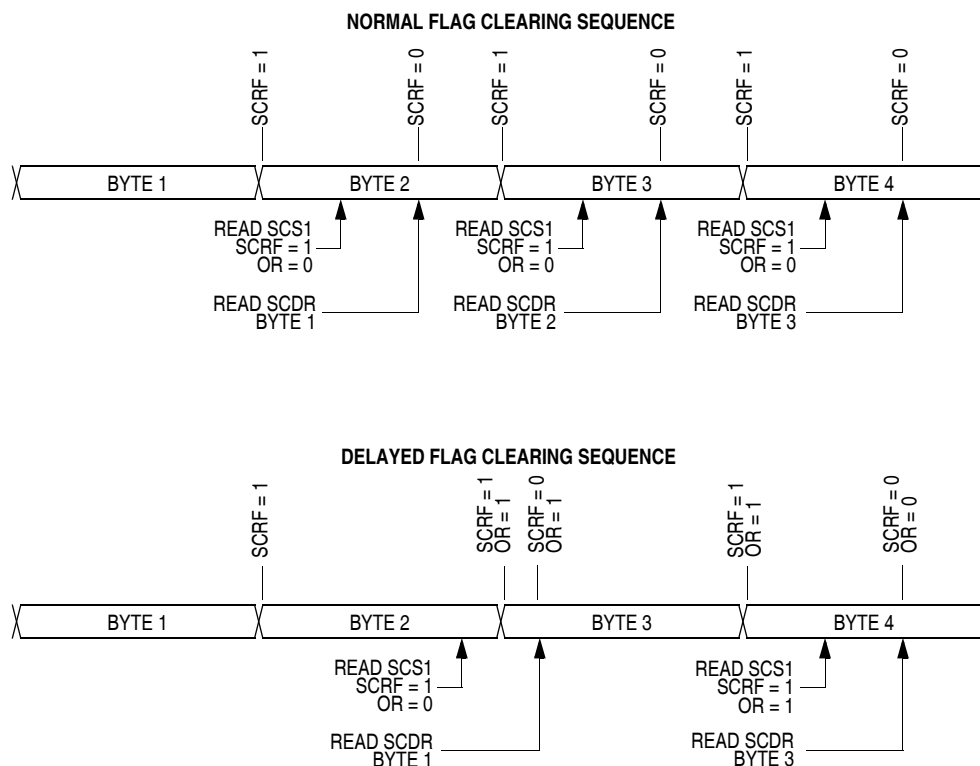 NORMAL FLAG CLEARING SEQUENCE
SCRF = 1
SCRF = 0
SCRF = 1
SCRF = 0
SCRF = 1
SCRF = 0
BYTE 1
BYTE 2
BYTE 3
BYTE 4
READ SCS1
SCRF = 1
OR = 0
READ SCS1
SCRF = 1
OR = 0
READ SCS1
SCRF = 1
OR = 0
READ SCDR
BYTE 1
READ SCDR
BYTE 2
READ SCDR
BYTE 3
DELAYED FLAG CLEARING SEQUENCE
SCRF = 1
SCRF = 1
OR = 1
SCRF = 0
OR = 1
SCRF = 1
OR = 1
SCRF = 0
OR = 0
BYTE 1
BYTE 2
BYTE 3
BYTE 4
READ SCS1
SCRF = 1
OR = 0
READ SCS1
SCRF = 1
OR = 1
READ SCDR
BYTE 1
READ SCDR
BYTE 3